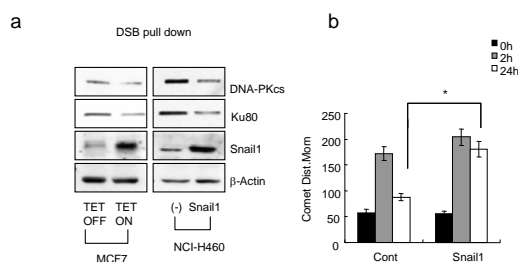 a
DSB pull down
DNA-PKcs
Ku80
Snail1
β-Actin
TET OFF
TET ON
(-) Snail1
MCF7
NCI-H460
b
0h
2h
24h
*
Comet Dist.Mom
250
200
150
100
50
0
Cont
Snail1